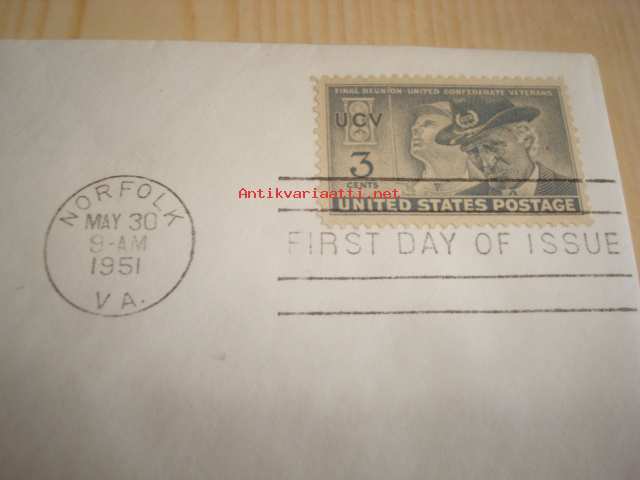 FINAL REUNION · UNITED CONFEDERATE VETERANS
UCV
3
CENTS
UNITED STATES POSTAGE
Antikvariaatti.net
NORFOLK
MAY 30
9-AM
1951
VA.
FIRST DAY OF ISSUE